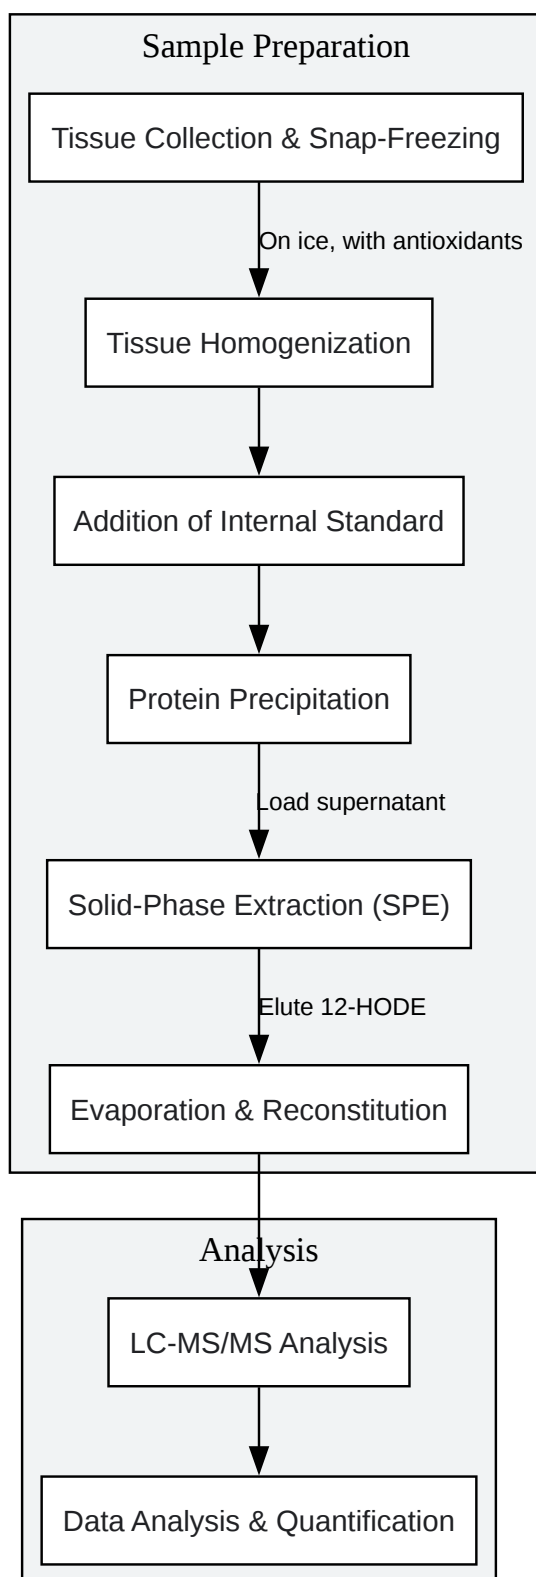 Sample Preparation
Tissue Collection & Snap-Freezing
On ice, with antioxidants
Tissue Homogenization
Addition of Internal Standard
Protein Precipitation
Load supernatant
Solid-Phase Extraction (SPE)
Elute 12-HODE
Evaporation & Reconstitution
Analysis
LC-MS/MS Analysis
Data Analysis & Quantification